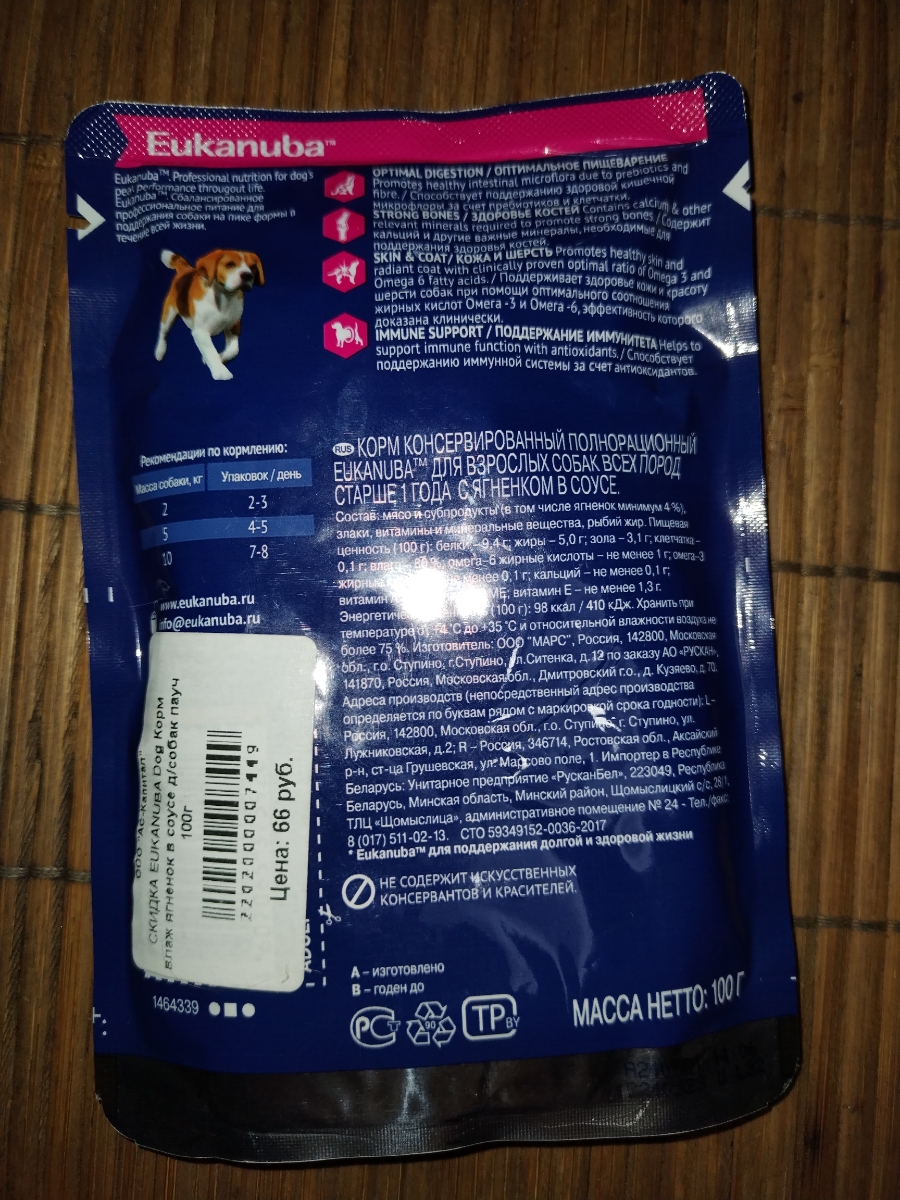 Eukanuba™
Eukanuba™. Professional nutrition for dog's
peak performance througout life.
Eukanuba™. Сбалансированное
профессиональное питание для
поддержания собаки на пике формы в
течение всей жизни.
OPTIMAL DIGESTION / ОПТИМАЛЬНОЕ ПИЩЕВАРЕНИЕ
Promotes healthy intestinal microflora due to prebiotics and
fibre. / Способствует поддержанию здоровой кишечной
микрофлоры за счет пребиотиков и клетчатки.
STRONG BONES / ЗДОРОВЬЕ КОСТЕЙ Contains calcium & other
relevant minerals required to promote strong bones / Содержит
кальций и другие важные минералы, необходимые для
поддержания здоровья костей.
SKIN & COAT / КОЖА И ШЕРСТЬ Promotes healthy skin and
radiant coat with clinically proven optimal ratio of Omega 3 and
Omega 6 fatty acids. / Поддерживает здоровье кожи и красоту
шерсти собак при помощи оптимального соотношения
жирных кислот Омега -3 и Омега -6, эффективность которого
доказана клинически.
IMMUNE SUPPORT / ПОДДЕРЖАНИЕ ИММУНИТЕТА Helps to
support immune function with antioxidants. / Способствует
поддержанию иммунной системы за счет антиоксидантов.
Рекомендации по кормлению:
Масса собаки, кг Упаковок / день
2 2-3
5 4-5
10 7-8
www.eukanuba.ru
info@eukanuba.ru
RUS КОРМ КОНСЕРВИРОВАННЫЙ ПОЛНОРАЦИОННЫЙ
EUKANUBA™ ДЛЯ ВЗРОСЛЫХ СОБАК ВСЕХ ПОРОД
СТАРШЕ 1 ГОДА С ЯГНЕНКОМ В СОУСЕ.
Состав: мясо и субпродукты (в том числе ягненок минимум 4 %),
злаки, витамины и минеральные вещества, рыбий жир. Пищевая
ценность (100 г): белки – 9,4 г; жиры – 5,0 г; зола – 3,1 г; клетчатка –
0,1 г; влага – 80 %, омега-6 жирные кислоты – не менее 1 г; омега-3
жирные менее 0,1 г; кальций – не менее 0,1 г;
витамин МЕ; витамин Е – не менее 1,3 г.
(100 г): 98 ккал / 410 кДж. Хранить при
температуре от +4 °С до +35 °С и относительной влажности воздуха не
более 75 %. Изготовитель: ООО "МАРС", Россия, 142800, Московская
обл., г.о. Ступино, г.Ступино, ул.Ситенка, д.12 по заказу АО «РУСКАН»,
141870, Россия, Московская обл., Дмитровский г.о., д. Кузяево, д. 70.
Адреса производств (непосредственный адрес производства
определяется по буквам рядом с маркировкой срока годности): L –
Россия, 142800, Московская обл., г.о. Ступино, г. Ступино, ул.
Лужниковская, д.2; R – Россия, 346714, Ростовская обл., Аксайский
р-н, ст-ца Грушевская, ул. Марсово поле, 1. Импортер в Республике
Беларусь: Унитарное предприятие «РусканБел», 223049, Республика
Беларусь, Минская область, Минский район, Щомыслицкий с/с, 28/1,
ТЛЦ «Щомыслица», административное помещение № 24 - Тел./факс:
8 (017) 511-02-13. СТО 59349152-0036-2017
* Eukanuba™ для поддержания долгой и здоровой жизни
НЕ СОДЕРЖИТ ИСКУССТВЕННЫХ
КОНСЕРВАНТОВ И КРАСИТЕЛЕЙ.
ООО "АС-Капитал"
СКИДКА EUKANUBA Dog Корм
влаж ягненок в соусе д/собак пауч
100г
2202000007119
Цена: 66 руб.
А – изготовлено
В – годен до
1464339
РСТ
90
TP BY
МАССА НЕТТО: 100 Г